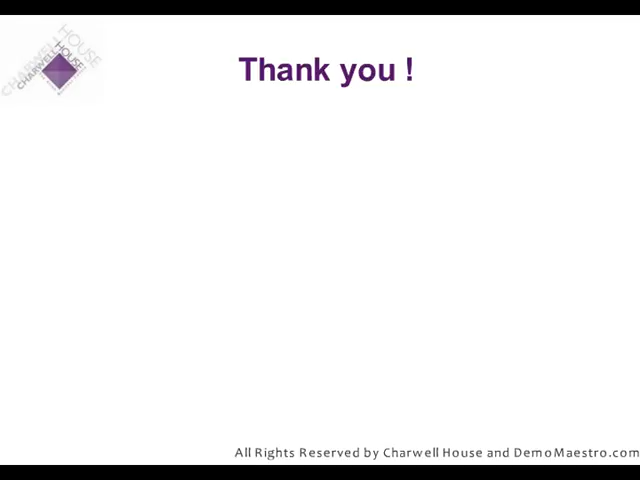 CHARWELL HOUSE
CHARWELL HOUSE
Thank you !
All Rights Reserved by Charwell House and DemoMaestro.com